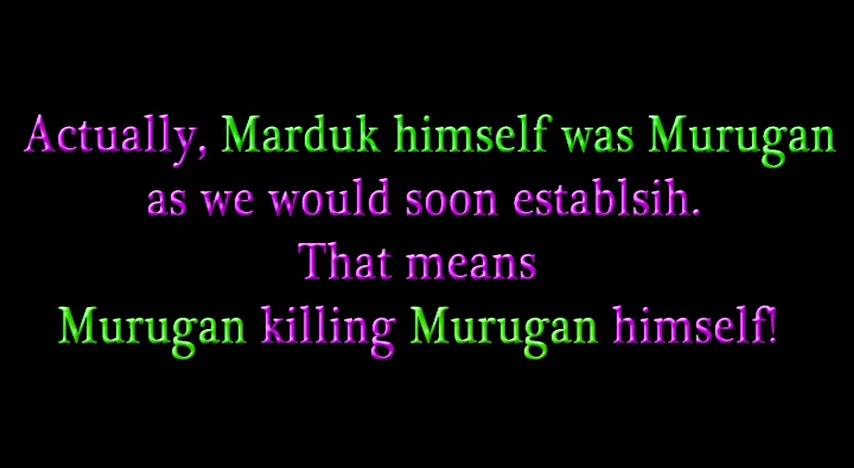 Actually, Marduk himself was Murugan
as we would soon establsih.
That means
Murugan killing Murugan himself!